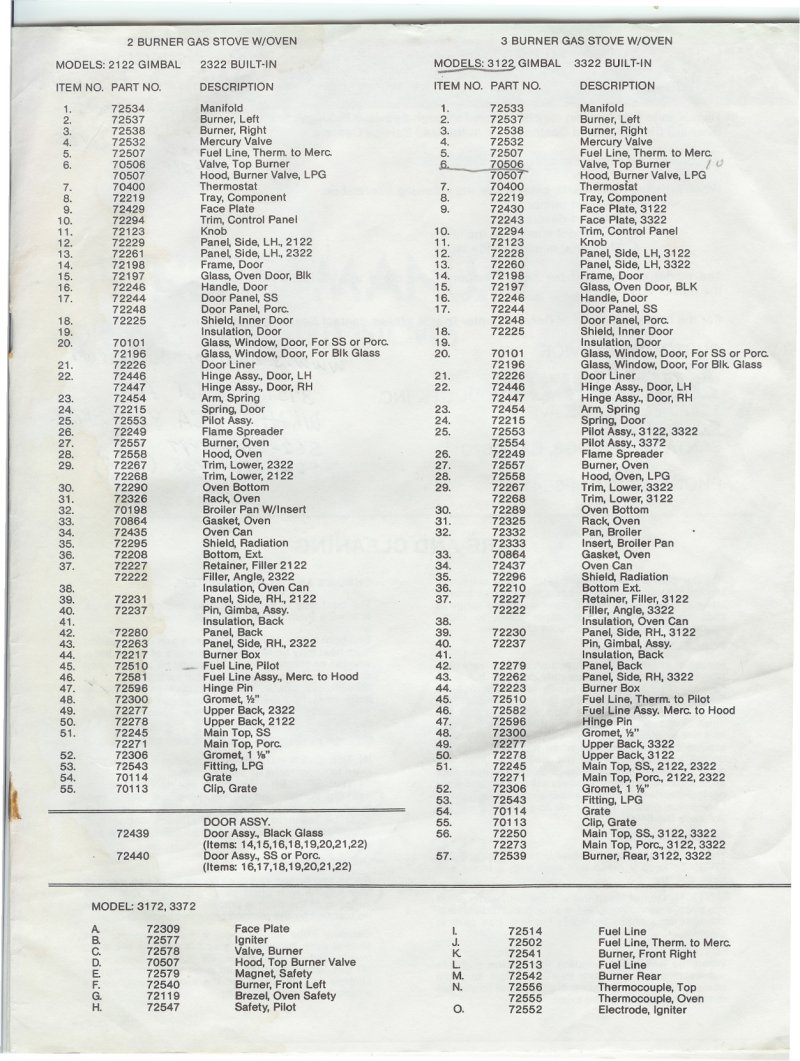 2 BURNER GAS STOVE W/OVEN
MODELS: 2122 GIMBAL 2322 BUILT-IN
ITEM NO. PART NO. DESCRIPTION
1. 72534 Manifold
2. 72537 Burner, Left
3. 72538 Burner, Right
4. 72532 Mercury Valve
5. 72507 Fuel Line, Therm. to Merc.
6. 70506 Valve, Top Burner
70507 Hood, Burner Valve, LPG
7. 70400 Thermostat
8. 72219 Tray, Component
9. 72429 Face Plate
10. 72294 Trim, Control Panel
11. 72123 Knob
12. 72229 Panel, Side, LH., 2122
13. 72261 Panel, Side, LH., 2322
14. 72198 Frame, Door
15. 72197 Glass, Oven Door, Blk
16. 72246 Handle, Door
17. 72244 Door Panel, SS
72248 Door Panel, Porc.
18. 72225 Shield, Inner Door
19. Insulation, Door
20. 70101 Glass, Window, Door, For SS or Porc.
72196 Glass, Window, Door, For Blk Glass
21. 72226 Door Liner
22. 72446 Hinge Assy., Door, LH
72447 Hinge Assy., Door, RH
23. 72454 Arm, Spring
24. 72215 Spring, Door
25. 72553 Pilot Assy.
26. 72249 Flame Spreader
27. 72557 Burner, Oven
28. 72558 Hood, Oven
29. 72267 Trim, Lower, 2322
72268 Trim, Lower, 2122
30. 72290 Oven Bottom
31. 72326 Rack, Oven
32. 70198 Broiler Pan W/Insert
33. 70864 Gasket, Oven
34. 72435 Oven Can
35. 72295 Shield, Radiation
36. 72208 Bottom, Ext.
37. 72227 Retainer, Filler 2122
72222 Filler, Angle, 2322
38. Insulation, Oven Can
39. 72231 Panel, Side, RH., 2122
40. 72237 Pin, Gimba, Assy.
41. Insulation, Back
42. 72280 Panel, Back
43. 72263 Panel, Side, RH., 2322
44. 72217 Burner Box
45. 72510 Fuel Line, Pilot
46. 72581 Fuel Line Assy., Merc. to Hood
47. 72596 Hinge Pin
48. 72300 Gromet, ½"
49. 72277 Upper Back, 2322
50. 72278 Upper Back, 2122
51. 72245 Main Top, SS
72271 Main Top, Porc.
52. 72306 Gromet, 1 ⅛"
53. 72543 Fitting, LPG
54. 70114 Grate
55. 70113 Clip, Grate
DOOR ASSY.
72439 Door Assy., Black Glass
(Items: 14,15,16,18,19,20,21,22)
72440 Door Assy., SS or Porc.
(Items: 16,17,18,19,20,21,22)
3 BURNER GAS STOVE W/OVEN
MODELS: 3122 GIMBAL 3322 BUILT-IN
ITEM NO. PART NO. DESCRIPTION
1. 72533 Manifold
2. 72537 Burner, Left
3. 72538 Burner, Right
4. 72532 Mercury Valve
5. 72507 Fuel Line, Therm. to Merc.
6. 70506 Valve, Top Burner
70507 Hood, Burner Valve, LPG
7. 70400 Thermostat
8. 72219 Tray, Component
9. 72430 Face Plate, 3122
72243 Face Plate, 3322
10. 72294 Trim, Control Panel
11. 72123 Knob
12. 72228 Panel, Side, LH, 3122
13. 72260 Panel, Side, LH, 3322
14. 72198 Frame, Door
15. 72197 Glass, Oven Door, BLK
16. 72246 Handle, Door
17. 72244 Door Panel, SS
72248 Door Panel, Porc.
18. 72225 Shield, Inner Door
19. Insulation, Door
20. 70101 Glass, Window, Door, For SS or Porc.
72196 Glass, Window, Door, For Blk. Glass
21. 72226 Door Liner
22. 72446 Hinge Assy., Door, LH
72447 Hinge Assy., Door, RH
23. 72454 Arm, Spring
24. 72215 Spring, Door
25. 72553 Pilot Assy., 3122, 3322
72554 Pilot Assy., 3372
26. 72249 Flame Spreader
27. 72557 Burner, Oven
28. 72558 Hood, Oven, LPG
29. 72267 Trim, Lower, 3322
72268 Trim, Lower, 3122
30. 72289 Oven Bottom
31. 72325 Rack, Oven
32. 72332 Pan, Broiler
72333 Insert, Broiler Pan
33. 70864 Gasket, Oven
34. 72437 Oven Can
35. 72296 Shield, Radiation
36. 72210 Bottom Ext.
37. 72227 Retainer, Filler, 3122
72222 Filler, Angle, 3322
38. Insulation, Oven Can
39. 72230 Panel, Side, RH., 3122
40. 72237 Pin, Gimbal, Assy.
41. Insulation, Back
42. 72279 Panel, Back
43. 72262 Panel, Side, RH, 3322
44. 72223 Burner Box
45. 72510 Fuel Line, Therm. to Pilot
46. 72582 Fuel Line Assy. Merc. to Hood
47. 72596 Hinge Pin
48. 72300 Gromet, ½"
49. 72277 Upper Back, 3322
50. 72278 Upper Back, 3122
51. 72245 Main Top, SS., 2122, 2322
72271 Main Top, Porc., 2122, 2322
52. 72306 Gromet, 1 ⅛"
53. 72543 Fitting, LPG
54. 70114 Grate
55. 70113 Clip, Grate
56. 72250 Main Top, SS., 3122, 3322
72273 Main Top, Porc., 3122, 3322
57. 72539 Burner, Rear, 3122, 3322
MODEL: 3172, 3372
A. 72309 Face Plate
B. 72577 Igniter
C. 72578 Valve, Burner
D. 70507 Hood, Top Burner Valve
E. 72579 Magnet, Safety
F. 72540 Burner, Front Left
G. 72119 Brezel, Oven Safety
H. 72547 Safety, Pilot
I. 72514 Fuel Line
J. 72502 Fuel Line, Therm. to Merc.
K. 72541 Burner, Front Right
L. 72513 Fuel Line
M. 72542 Burner Rear
N. 72556 Thermocouple, Top
72555 Thermocouple, Oven
O. 72552 Electrode, Igniter